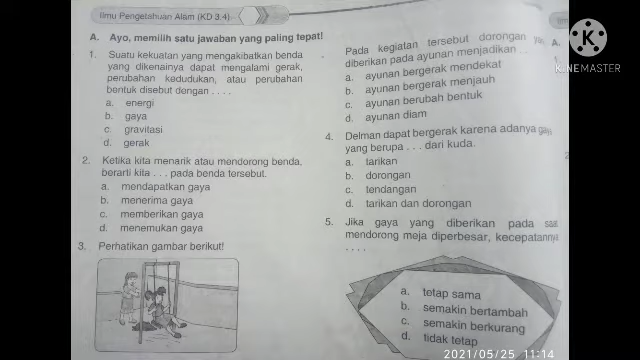 Ilmu Pengetahuan Alam (KD 3.4)
A. Ayo, memilih satu jawaban yang paling tepat!
1. Suatu kekuatan yang mengakibatkan benda
yang dikenainya dapat mengalami gerak,
perubahan kedudukan, atau perubahan
bentuk disebut dengan . . . .
a. energi
b. gaya
c. gravitasi
d. gerak
2. Ketika kita menarik atau mendorong benda,
berarti kita . . . pada benda tersebut.
a. mendapatkan gaya
b. menerima gaya
c. memberikan gaya
d. menemukan gaya
3. Perhatikan gambar berikut!
Pada kegiatan tersebut dorongan yang
diberikan pada ayunan menjadikan . . .
a. ayunan bergerak mendekat
b. ayunan bergerak menjauh
c. ayunan berubah bentuk
d. ayunan diam
4. Delman dapat bergerak karena adanya gaya
yang berupa . . . dari kuda.
a. tarikan
b. dorongan
c. tendangan
d. tarikan dan dorongan
5. Jika gaya yang diberikan pada saat
mendorong meja diperbesar, kecepatannya
. . . .
a. tetap sama
b. semakin bertambah
c. semakin berkurang
d. tidak tetap
A.
KINEMASTER
2021/05/25 11:14